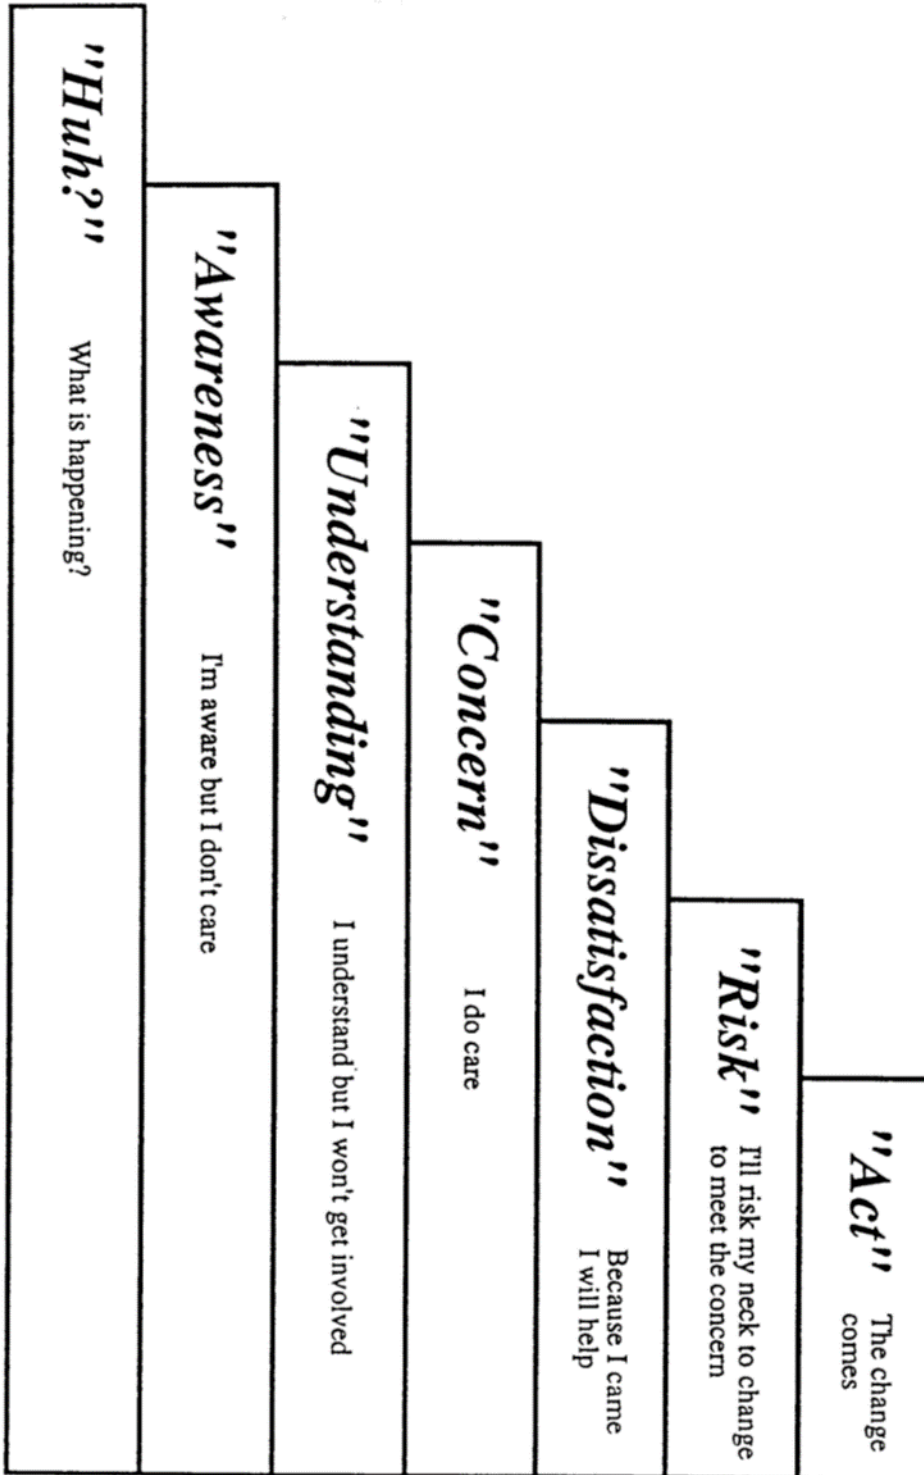 "Huh?"
What is happening?
"Awareness"
I'm aware but I don't care
"Understanding"
I understand but I won't get involved
"Concern"
I do care
"Dissatisfaction"
Because I came
I will help
"Risk"
I'll risk my neck to change
to meet the concern
"Act"
The change
comes